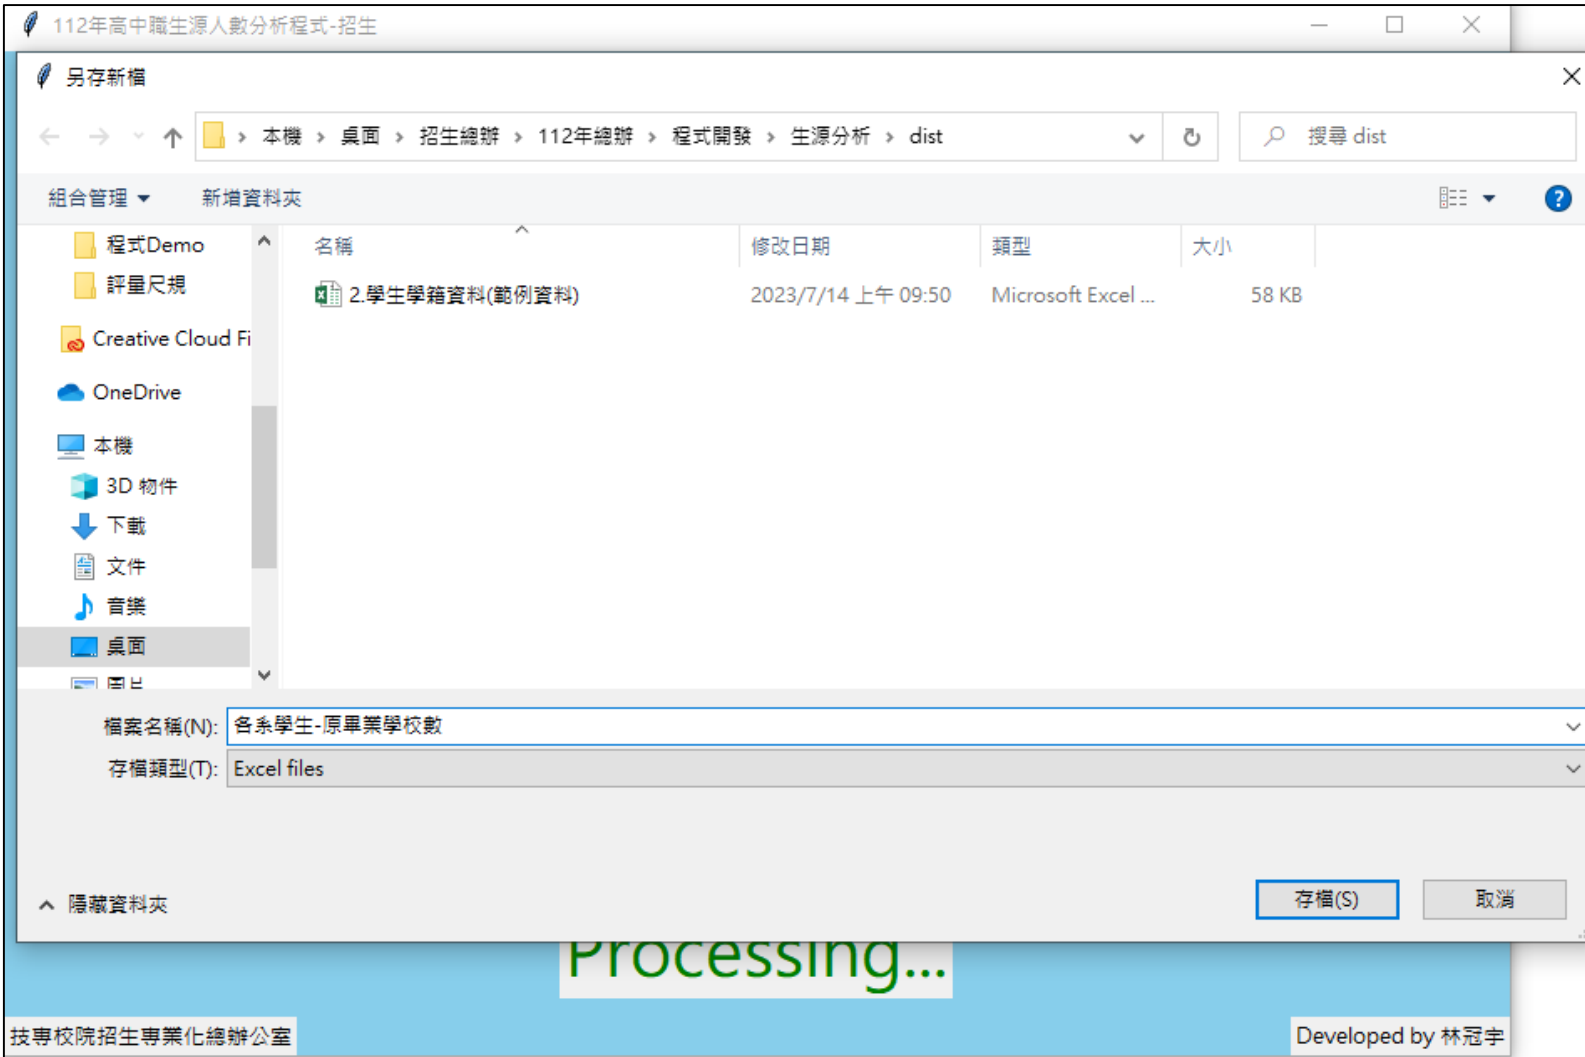 112年高中職生源人數分析程式-招生
另存新檔
本機 › 桌面 › 招生總辦 › 112年總辦 › 程式開發 › 生源分析 › dist
搜尋 dist
組合管理
新增資料夾
名稱
修改日期
類型
大小
2.學生學籍資料(範例資料)
2023/7/14 上午 09:50
Microsoft Excel ...
58 KB
程式Demo
評量尺規
Creative Cloud Fi
OneDrive
本機
3D 物件
下載
文件
音樂
桌面
圖片
檔案名稱(N):
各系學生-原畢業學校數
存檔類型(T):
Excel files
隱藏資料夾
存檔(S)
取消
Processing...
技專校院招生專業化總辦公室
Developed by 林冠宇